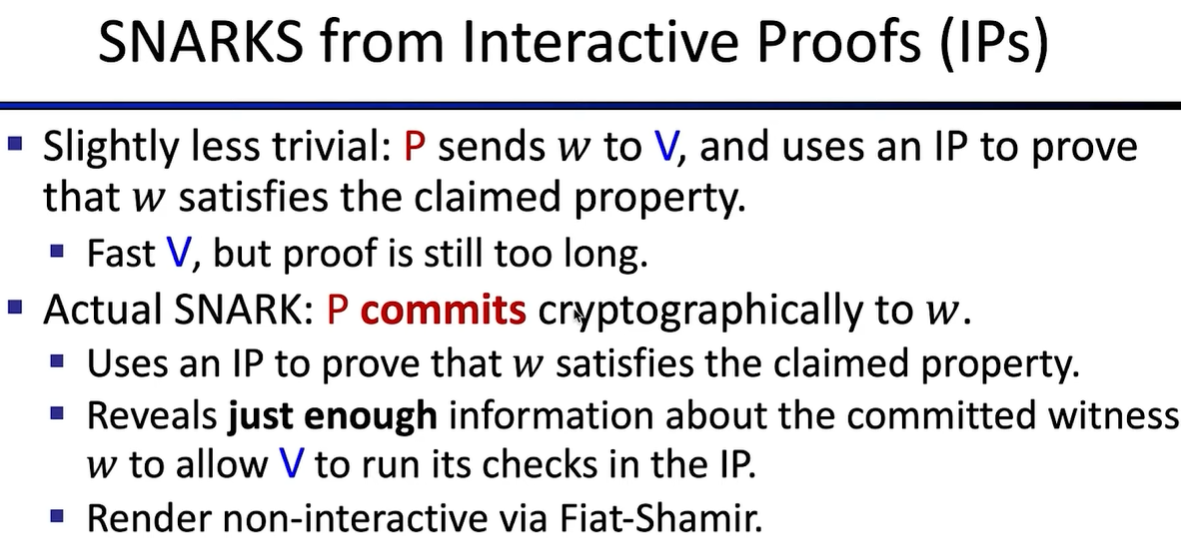 SNARKS from Interactive Proofs (IPs)
▪ Slightly less trivial: P sends w to V, and uses an IP to prove
that w satisfies the claimed property.
▪ Fast V, but proof is still too long.
▪ Actual SNARK: P commits cryptographically to w.
▪ Uses an IP to prove that w satisfies the claimed property.
▪ Reveals just enough information about the committed witness
w to allow V to run its checks in the IP.
▪ Render non-interactive via Fiat-Shamir.